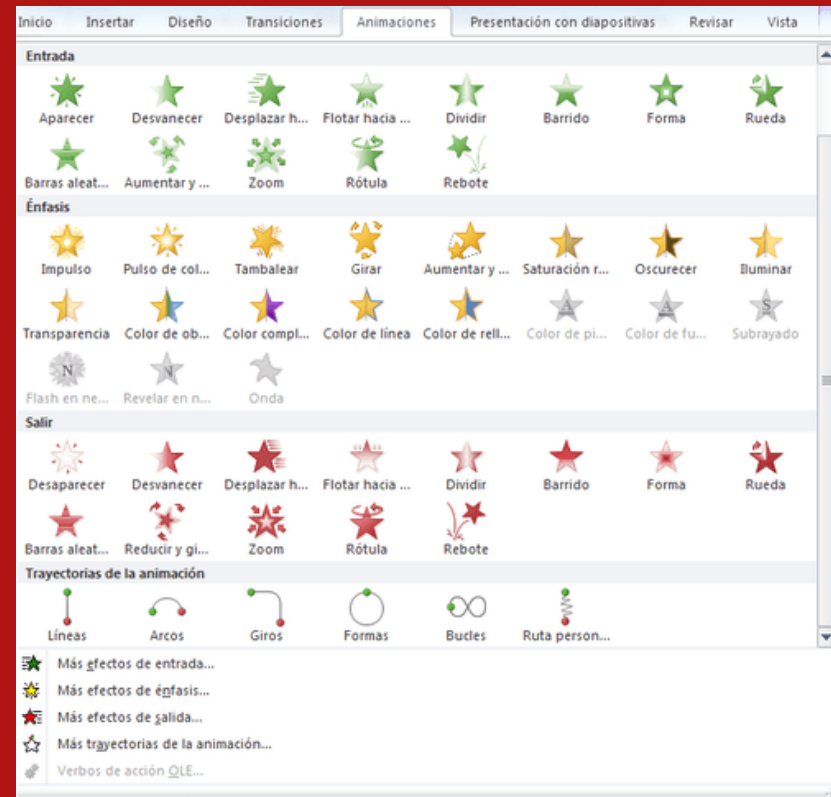 Inicio Insertar Diseño Transiciones Animaciones Presentación con diapositivas Revisar Vista
Entrada
Aparecer Desvanecer Desplazar h... Flotar hacia ... Dividir Barrido Forma Rueda
Barras aleat... Aumentar y ... Zoom Rótula Rebote
Énfasis
Impulso Pulso de col... Tambalear Girar Aumentar y ... Saturación r... Oscurecer Iluminar
Transparencia Color de ob... Color compl... Color de línea Color de rell... Color de pi... Color de fu... Subrayado
Flash en ne... Revelar en n... Onda
Salir
Desaparecer Desvanecer Desplazar h... Flotar hacia ... Dividir Barrido Forma Rueda
Barras aleat... Reducir y gi... Zoom Rótula Rebote
Trayectorias de la animación
Líneas Arcos Giros Formas Bucles Ruta person...
Más efectos de entrada...
Más efectos de énfasis...
Más efectos de salida...
Más trayectorias de la animación...
Verbos de acción OLE...